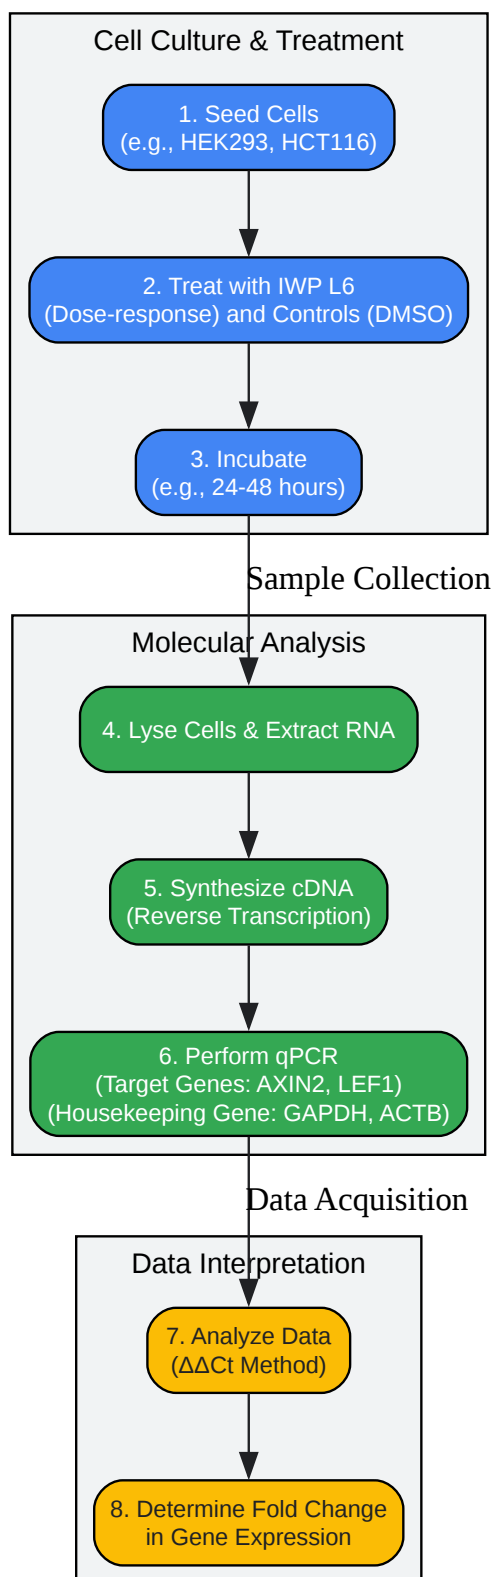 Cell Culture & Treatment
1. Seed Cells
(e.g., HEK293, HCT116)
2. Treat with IWP L6
(Dose-response) and Controls (DMSO)
3. Incubate
(e.g., 24-48 hours)
Sample Collection
Molecular Analysis
4. Lyse Cells & Extract RNA
5. Synthesize cDNA
(Reverse Transcription)
6. Perform qPCR
(Target Genes: AXIN2, LEF1)
(Housekeeping Gene: GAPDH, ACTB)
Data Acquisition
Data Interpretation
7. Analyze Data
(ΔΔCt Method)
8. Determine Fold Change
in Gene Expression